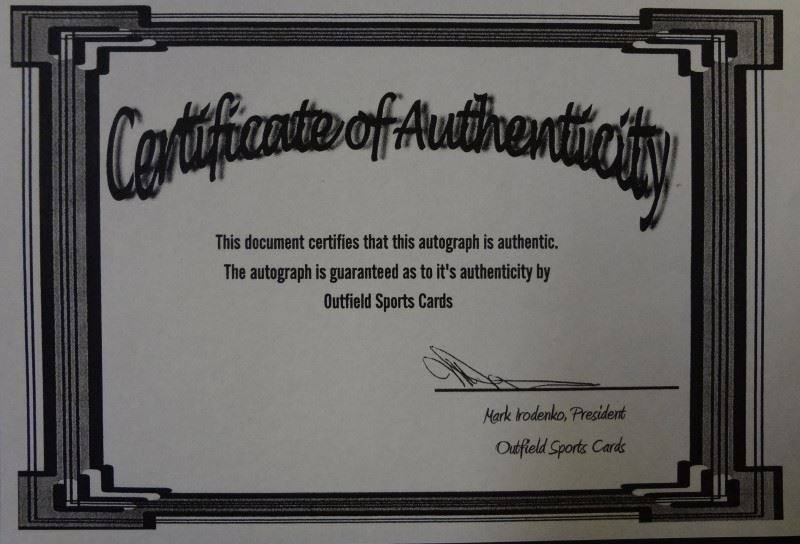 Certificate of Authenticity
This document certifies that this autograph is authentic.
The autograph is guaranteed as to it's authenticity by
Outfield Sports Cards
Mark Irodenko, President
Outfield Sports Cards